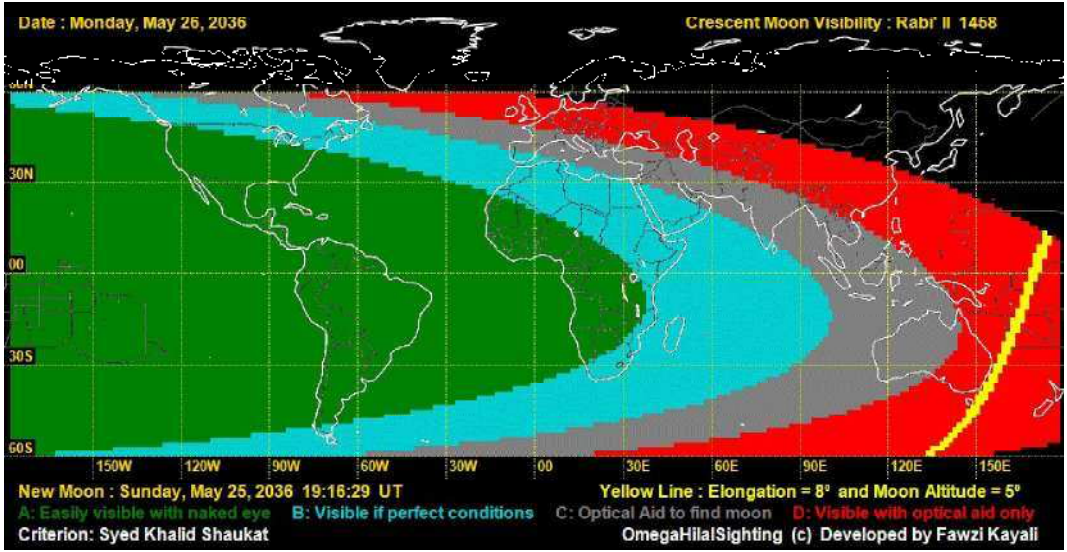 Date : Monday, May 26, 2036
Crescent Moon Visibility : Rabi' II 1458
60N
30N
00
30S
60S
150W 120W 90W 60W 30W 00 30E 60E 90E 120E 150E
New Moon : Sunday, May 25, 2036 19:16:29 UT
Yellow Line : Elongation = 8º and Moon Altitude = 5º
A: Easily visible with naked eye B: Visible if perfect conditions C: Optical Aid to find moon D: Visible with optical aid only
Criterion: Syed Khalid Shaukat
OmegaHilalSighting (c) Developed by Fawzi Kayali